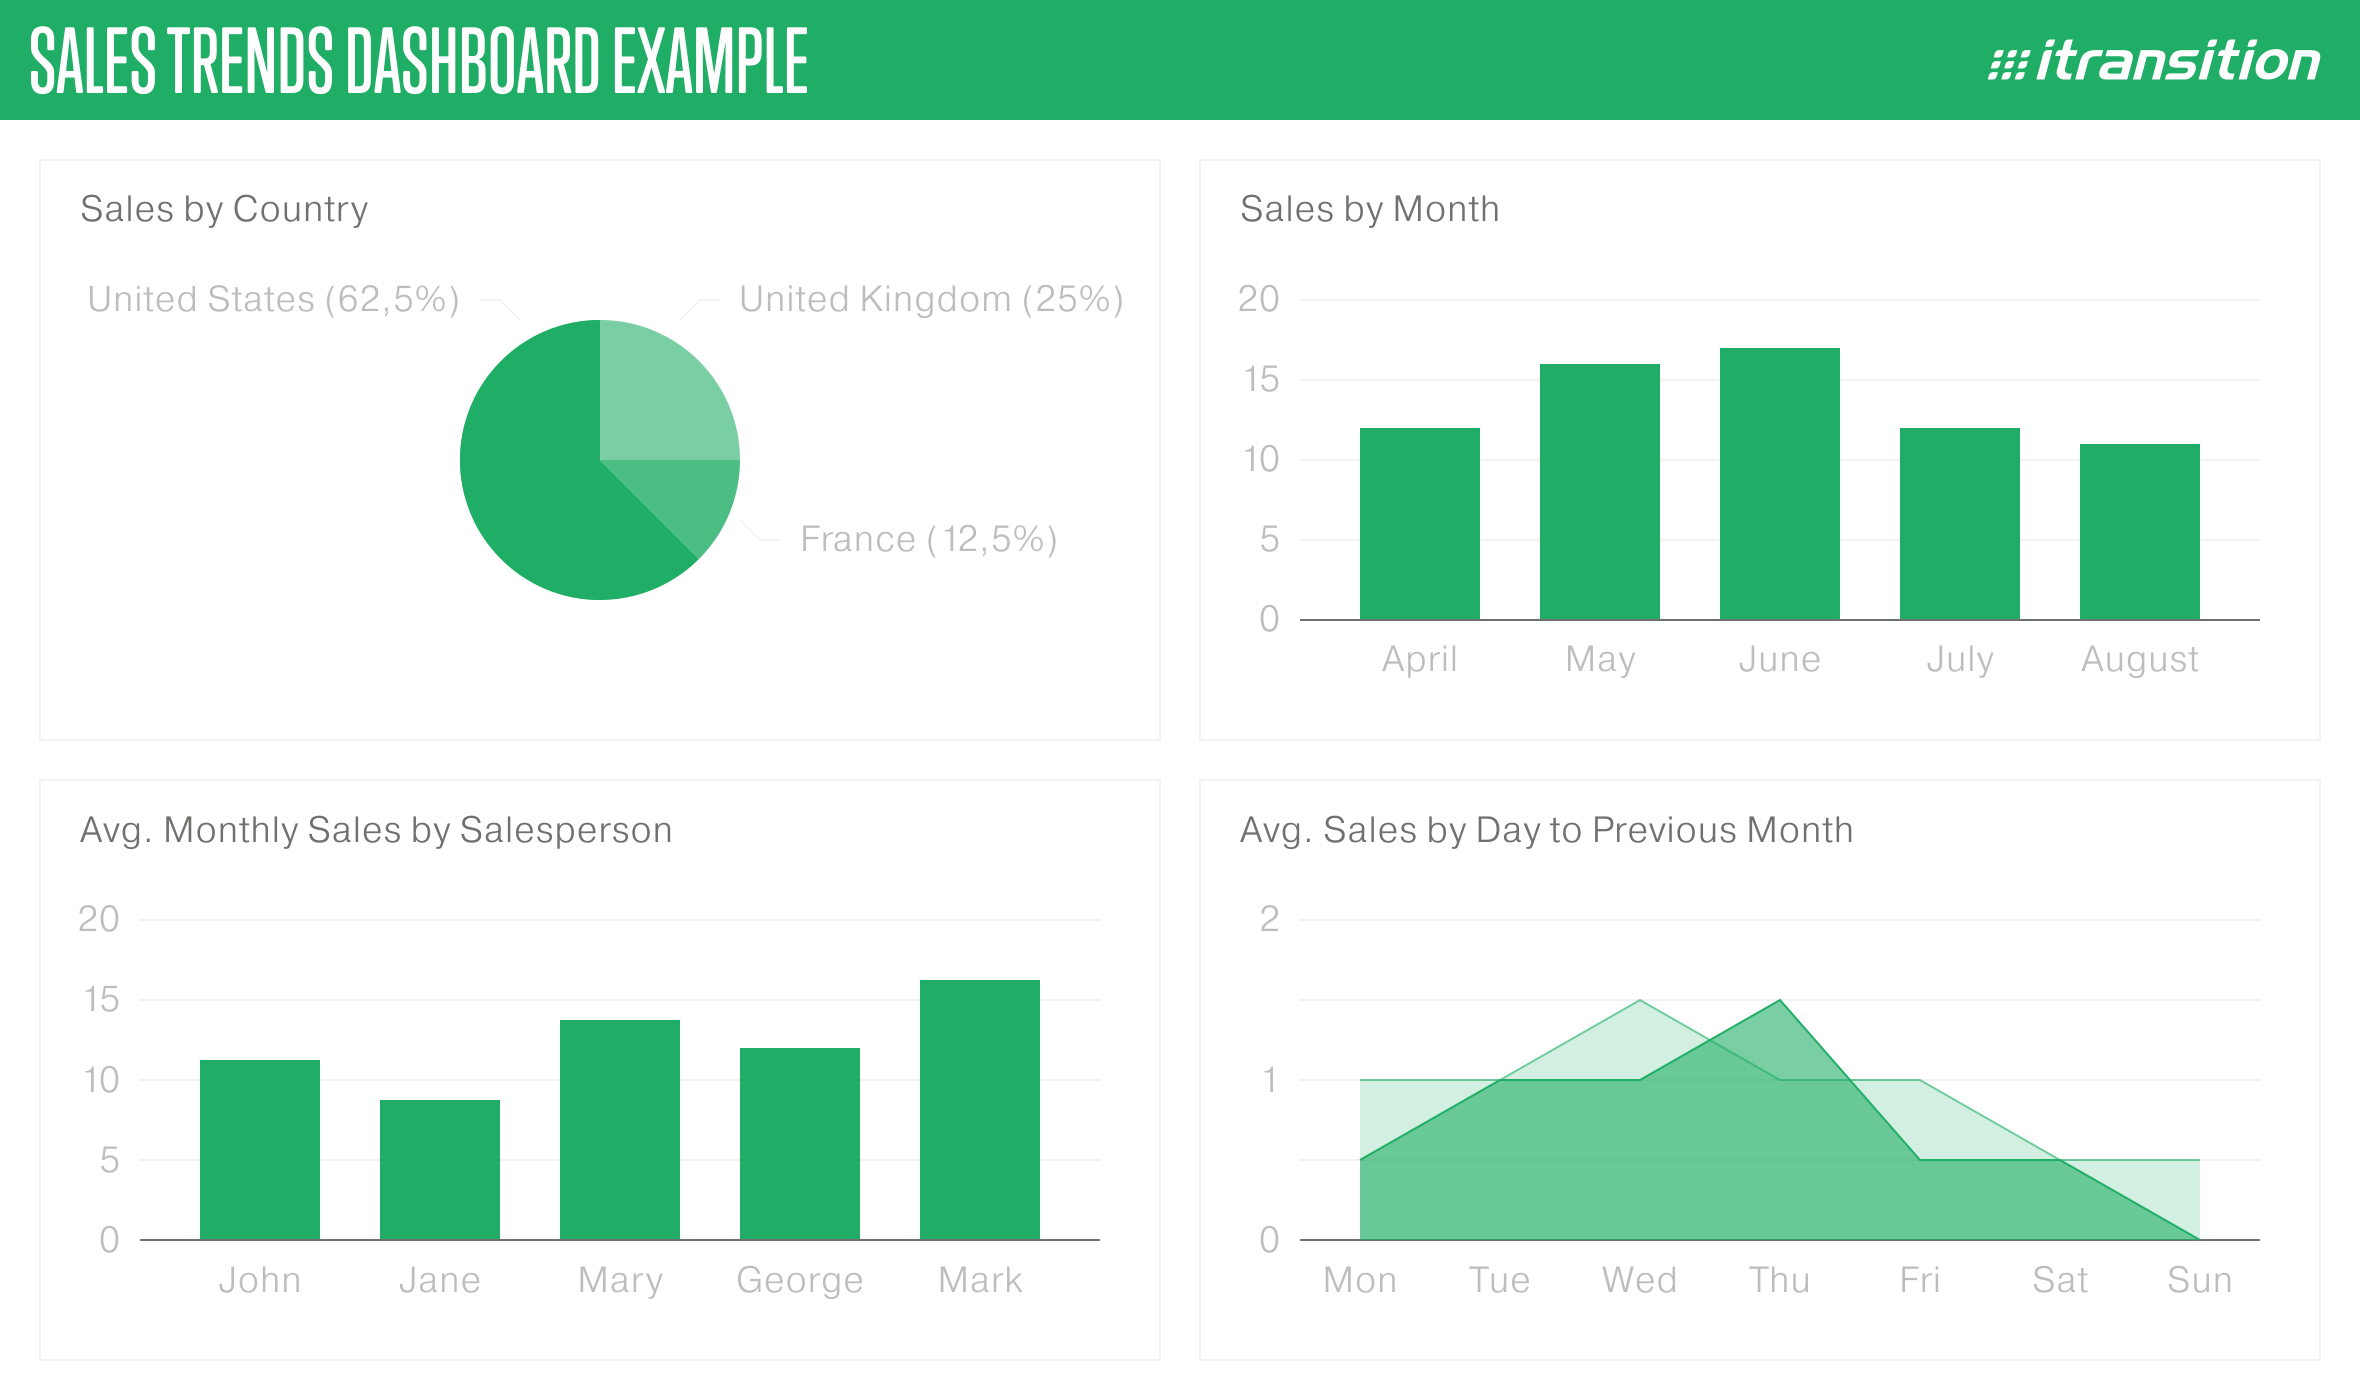 SALES TRENDS DASHBOARD EXAMPLE
itransition
Sales by Country
United States (62,5%)
United Kingdom (25%)
France (12,5%)
Sales by Month
20
15
10
5
0
April May June July August
Avg. Monthly Sales by Salesperson
20
15
10
5
0
John Jane Mary George Mark
Avg. Sales by Day to Previous Month
2
1
0
Mon Tue Wed Thu Fri Sat Sun